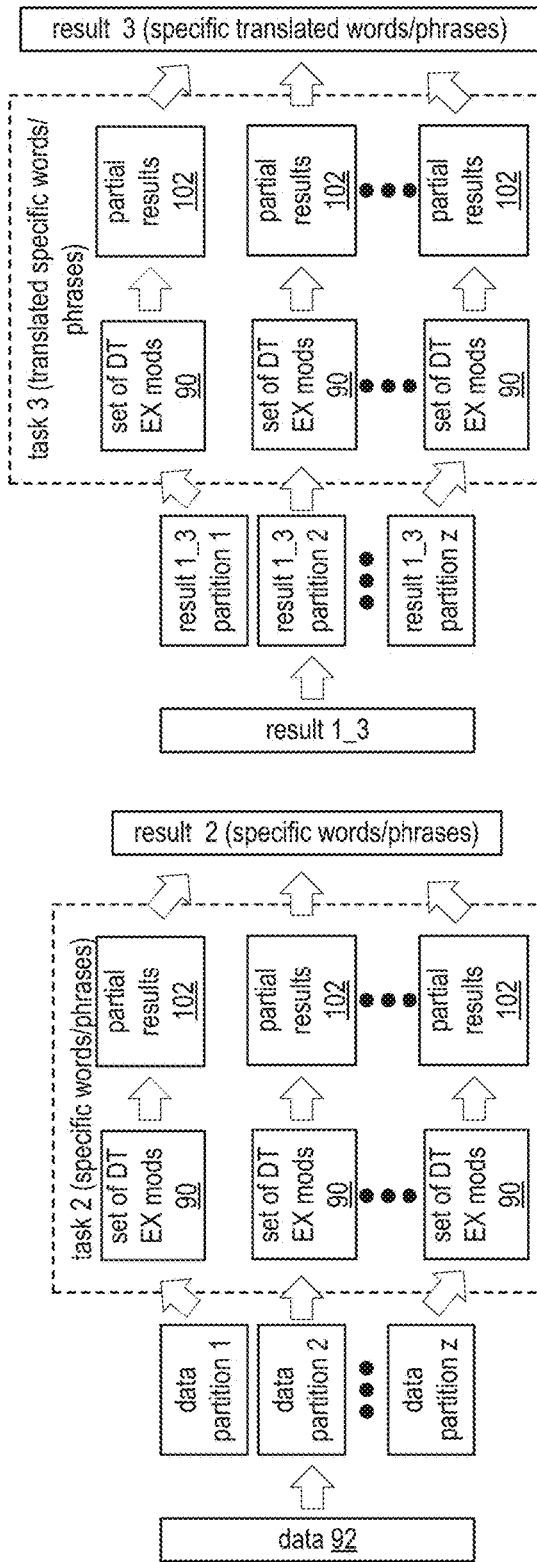 data 92
data
partition 1
data
partition 2
data
partition z
task 2 (specific words/phrases)
set of DT
EX mods
90
partial
results
102
set of DT
EX mods
90
partial
results
102
set of DT
EX mods
90
partial
results
102
result 2 (specific words/phrases)
result 1_3
result 1_3
partition 1
result 1_3
partition 2
result 1_3
partition z
task 3 (translated specific words/
phrases)
set of DT
EX mods
90
partial
results
102
set of DT
EX mods
90
partial
results
102
set of DT
EX mods
90
partial
results
102
result 3 (specific translated words/phrases)